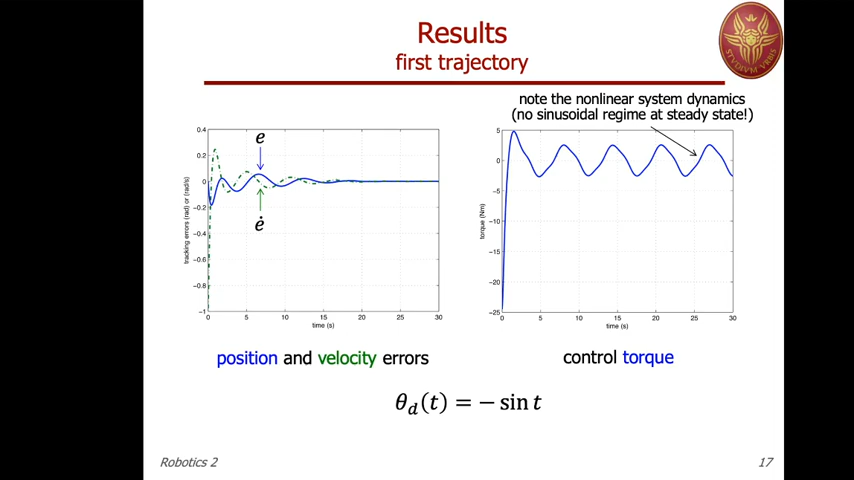 Results
first trajectory
STVDIVM VRBIS
note the nonlinear system dynamics
(no sinusoidal regime at steady state!)
e
ė
tracking errors (rad) or (rad/s)
0.4
0.2
0
−0.2
−0.4
−0.6
−0.8
−1
0 5 10 15 20 25 30
time (s)
torque (Nm)
5
0
−5
−10
−15
−20
−25
0 5 10 15 20 25 30
time (s)
position and velocity errors
control torque
θd(t) = − sin t
Robotics 2
17